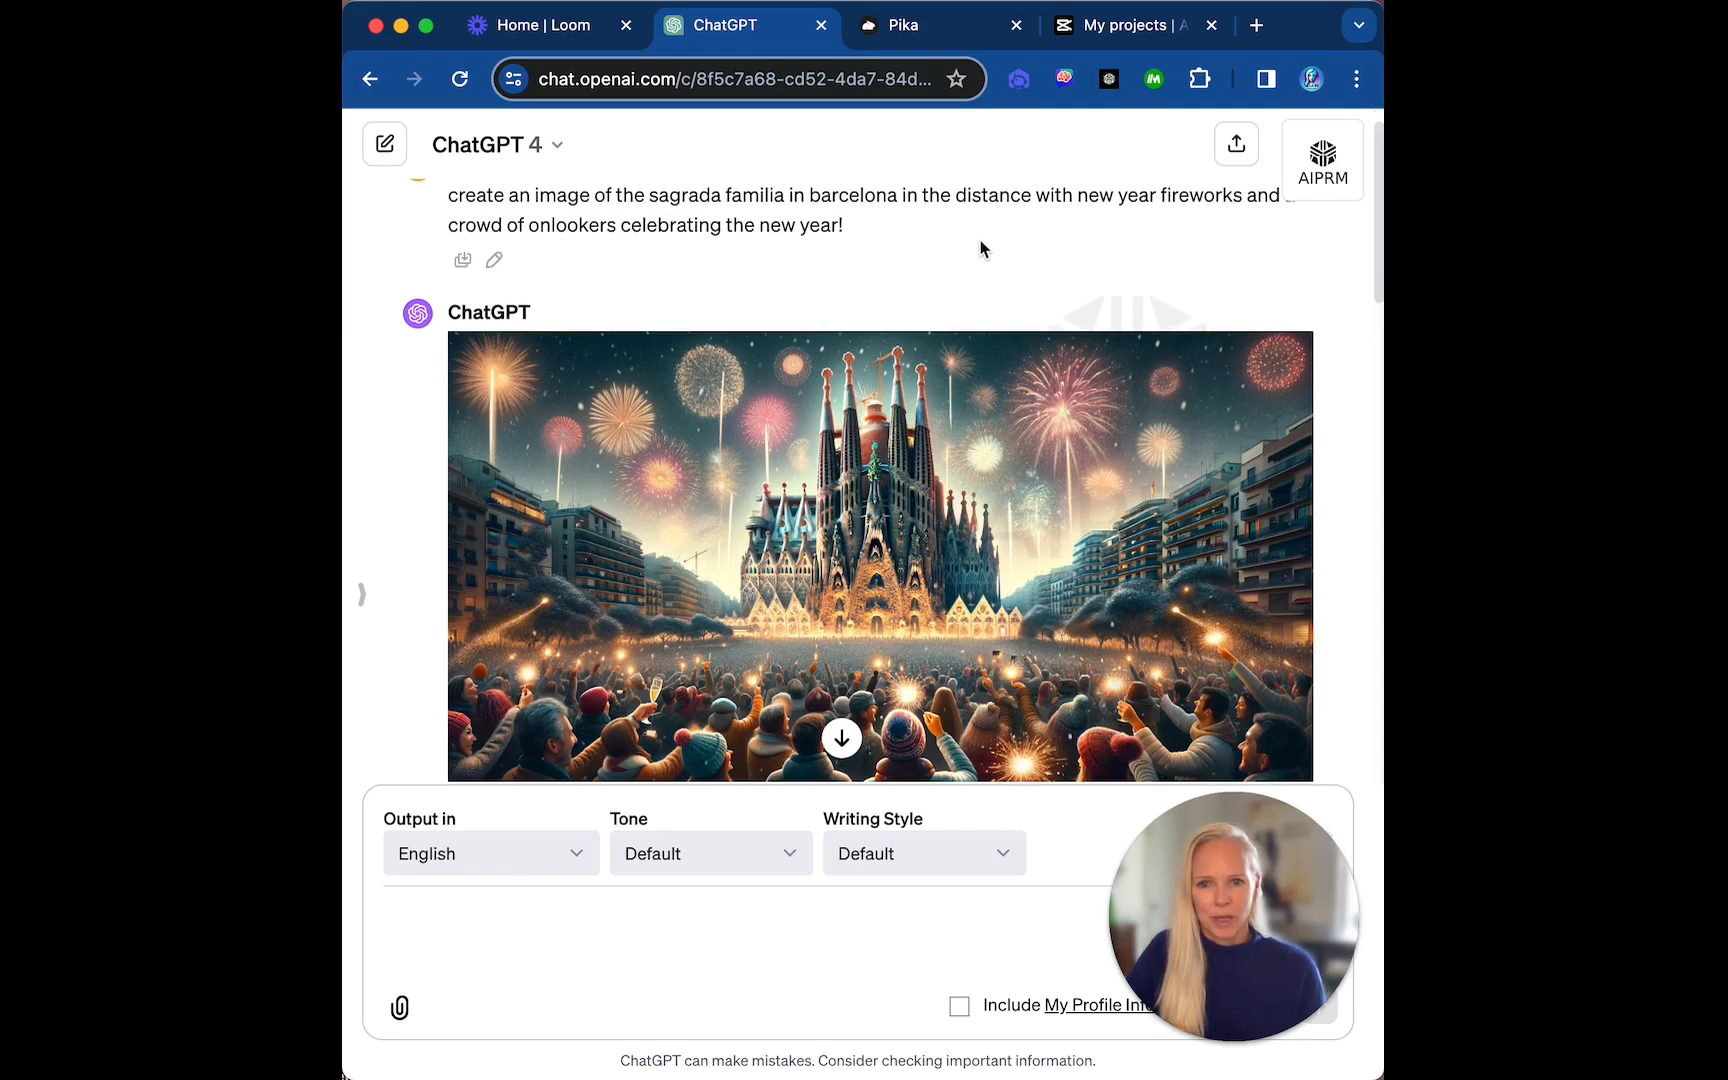 Home | Loom
ChatGPT
Pika
My projects | A
chat.openai.com/c/8f5c7a68-cd52-4da7-84d...
ChatGPT 4
AIPRM
create an image of the sagrada familia in barcelona in the distance with new year fireworks and
crowd of onlookers celebrating the new year!
ChatGPT
Output in
Tone
Writing Style
English
Default
Default
Include My Profile Info
ChatGPT can make mistakes. Consider checking important information.